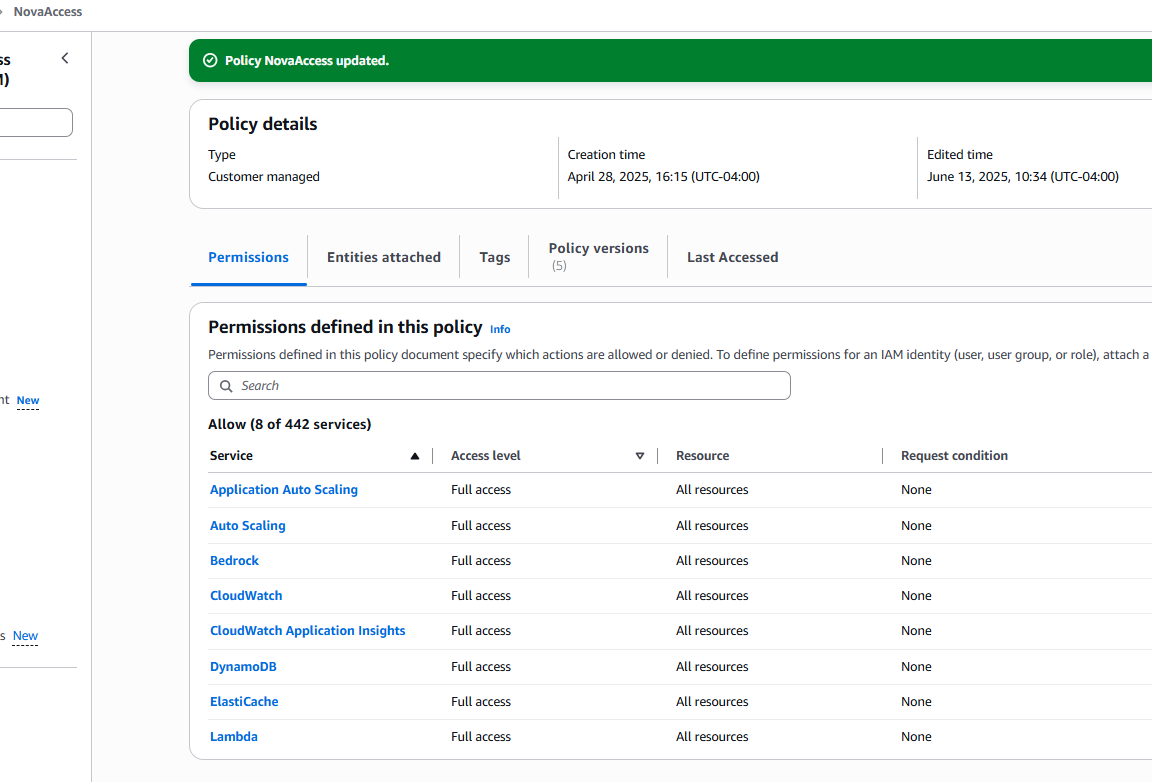 NovaAccess
ss
M)
Policy NovaAccess updated.
Policy details
Type
Customer managed
Creation time
April 28, 2025, 16:15 (UTC-04:00)
Edited time
June 13, 2025, 10:34 (UTC-04:00)
Permissions
Entities attached
Tags
Policy versions
(5)
Last Accessed
Permissions defined in this policy Info
Permissions defined in this policy document specify which actions are allowed or denied. To define permissions for an IAM identity (user, user group, or role), attach a
Search
nt New
Allow (8 of 442 services)
Service Access level Resource Request condition
Application Auto Scaling Full access All resources None
Auto Scaling Full access All resources None
Bedrock Full access All resources None
CloudWatch Full access All resources None
CloudWatch Application Insights Full access All resources None
s New
DynamoDB Full access All resources None
ElastiCache Full access All resources None
Lambda Full access All resources None